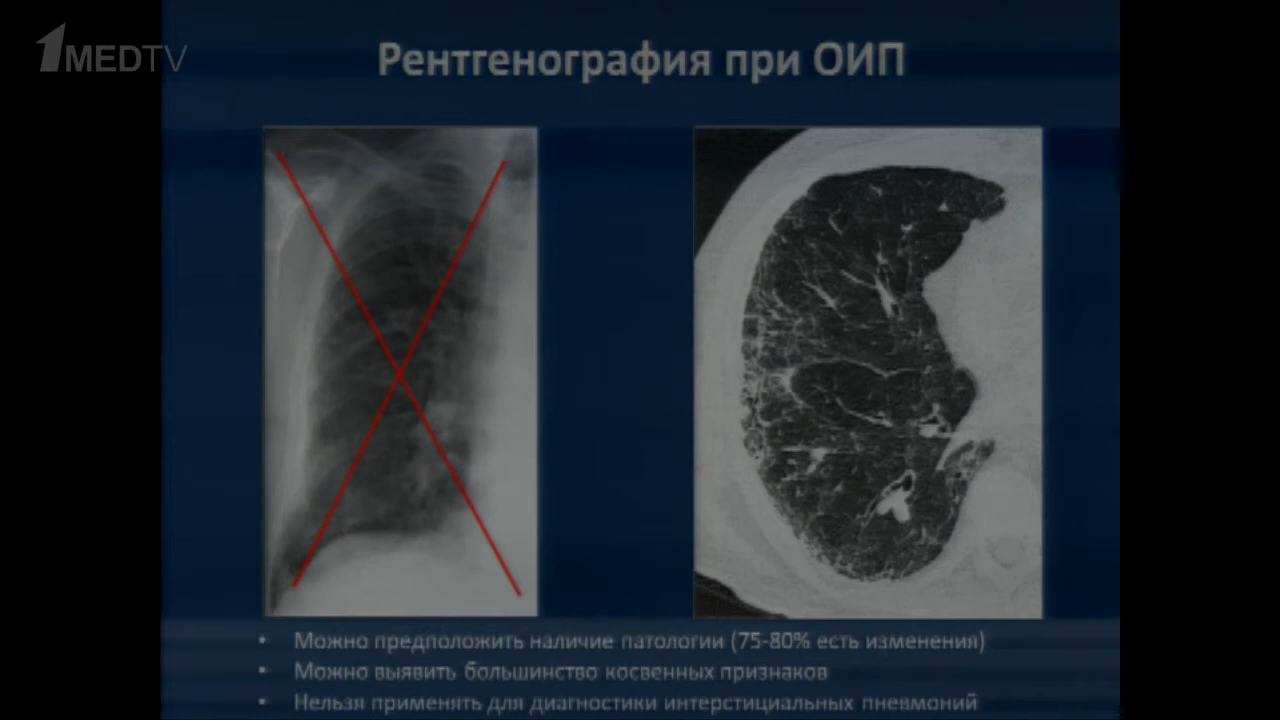 1MEDTV
Рентгенография при ОИП
• Можно предположить наличие патологии (75-80% есть изменения)
• Можно выявить большинство косвенных признаков
• Нельзя применять для диагностики интерстициальных пневмоний